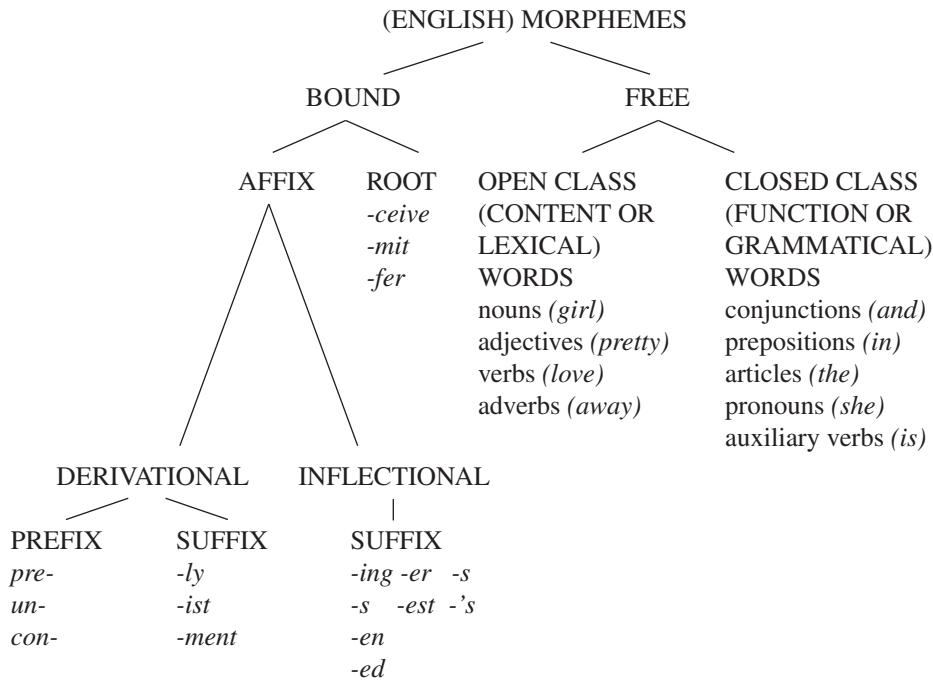 (ENGLISH) MORPHEMES
BOUND
FREE
AFFIX
ROOT
-ceive
-mit
-fer
OPEN CLASS
(CONTENT OR
LEXICAL)
WORDS
nouns (girl)
adjectives (pretty)
verbs (love)
adverbs (away)
CLOSED CLASS
(FUNCTION OR
GRAMMATICAL)
WORDS
conjunctions (and)
prepositions (in)
articles (the)
pronouns (she)
auxiliary verbs (is)
DERIVATIONAL
INFLECTIONAL
PREFIX
pre-
un-
con-
SUFFIX
-ly
-ist
-ment
SUFFIX
-ing -er -s
-s -est -'s
-en
-ed